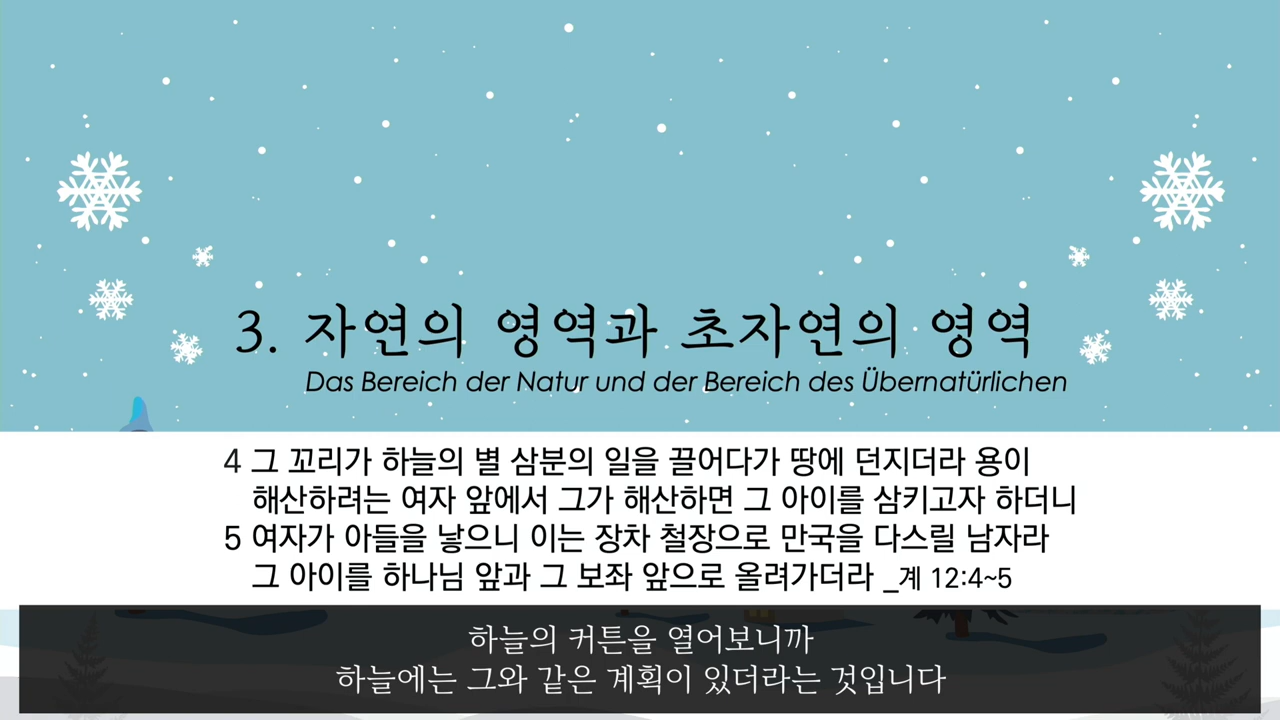 3. 자연의 영역과 초자연의 영역
Das Bereich der Natur und der Bereich des Übernatürlichen
4 그 꼬리가 하늘의 별 삼분의 일을 끌어다가 땅에 던지더라 용이
해산하려는 여자 앞에서 그가 해산하면 그 아이를 삼키고자 하더니
5 여자가 아들을 낳으니 이는 장차 철장으로 만국을 다스릴 남자라
그 아이를 하나님 앞과 그 보좌 앞으로 올려가더라 _계 12:4~5
하늘의 커튼을 열어보니까
하늘에는 그와 같은 계획이 있더라는 것입니다